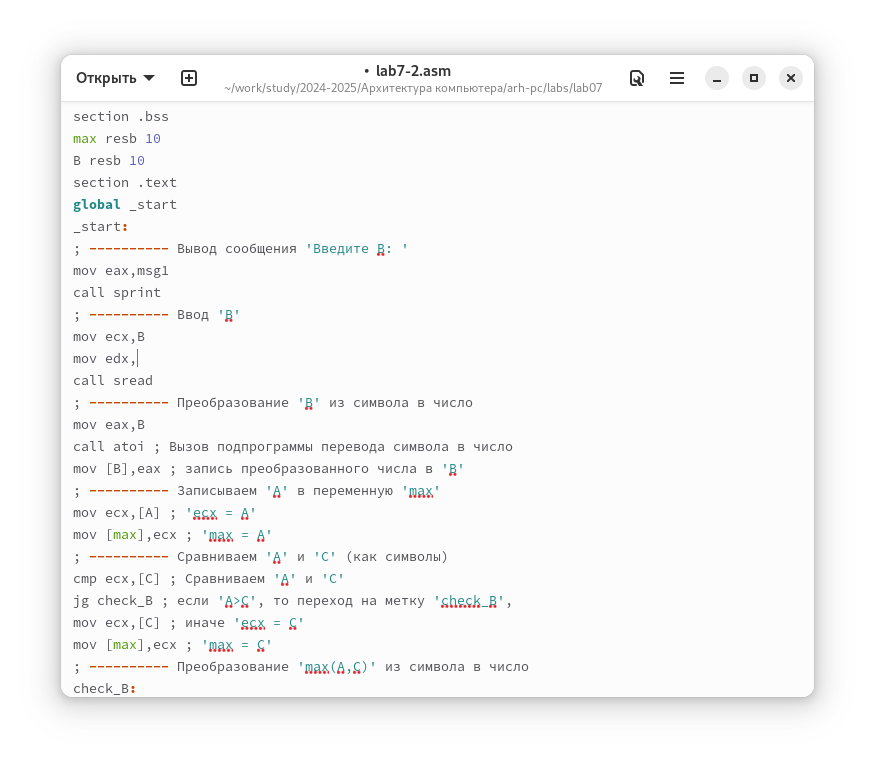 Открыть
• lab7-2.asm
~/work/study/2024-2025/Архитектура компьютера/arh-pc/labs/lab07
section .bss
max resb 10
B resb 10
section .text
global _start
_start:
; ---------- Вывод сообщения 'Введите B: '
mov eax,msg1
call sprint
; ---------- Ввод 'B'
mov ecx,B
mov edx,
call sread
; ---------- Преобразование 'B' из символа в число
mov eax,B
call atoi ; Вызов подпрограммы перевода символа в число
mov [B],eax ; запись преобразованного числа в 'B'
; ---------- Записываем 'A' в переменную 'max'
mov ecx,[A] ; 'ecx = A'
mov [max],ecx ; 'max = A'
; ---------- Сравниваем 'A' и 'С' (как символы)
cmp ecx,[C] ; Сравниваем 'A' и 'С'
jg check_B ; если 'A>C', то переход на метку 'check_B',
mov ecx,[C] ; иначе 'ecx = C'
mov [max],ecx ; 'max = C'
; ---------- Преобразование 'max(A,C)' из символа в число
check_B: